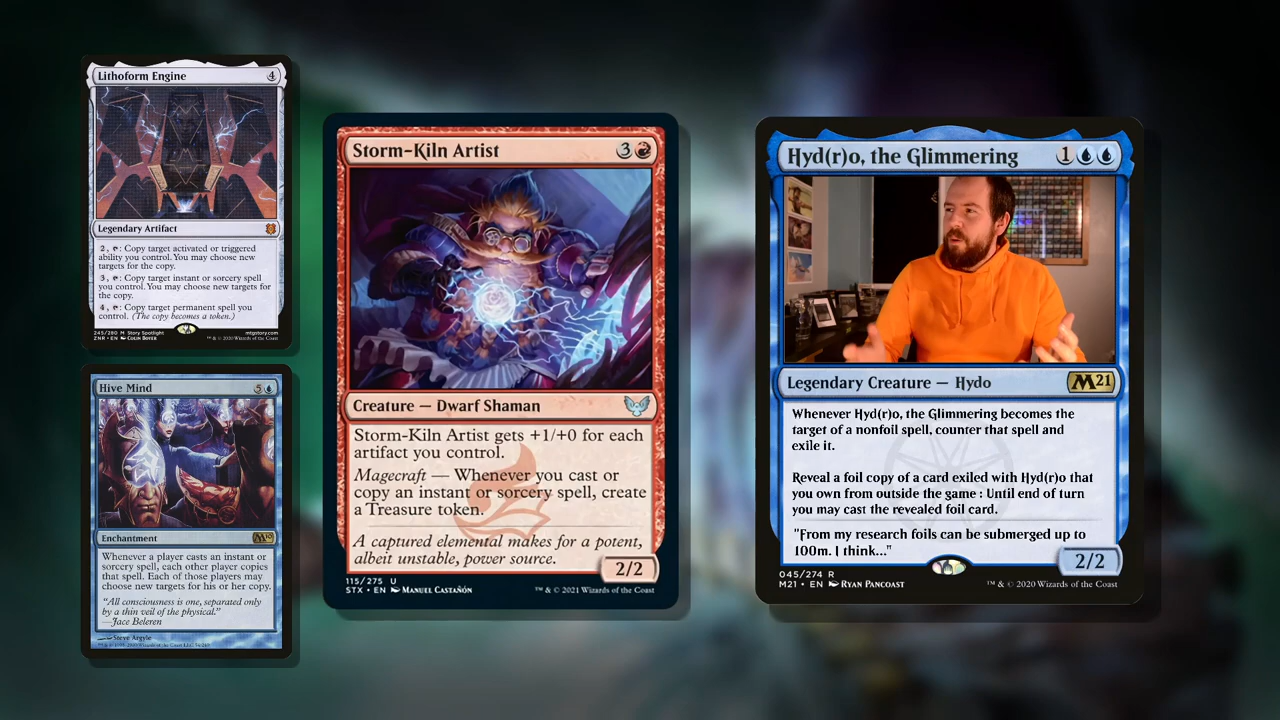 Lithoform Engine 4
Legendary Artifact
2, : Copy target activated or triggered
ability you control. You may choose new
targets for the copy.
3, : Copy target instant or sorcery spell
you control. You may choose new targets for
the copy.
4, : Copy target permanent spell you
control. (The copy becomes a token.)
245/280 M Story Spotlight mtgstory.com
ZNR • EN Colin Boyer ™ & © 2020 Wizards of the Coast
Hive Mind 5
Enchantment M10
Whenever a player casts an instant or
sorcery spell, each other player copies
that spell. Each of those players may
choose new targets for his or her copy.
"All consciousness is one, separated only
by a thin veil of the physical."
—Jace Beleren
Steve Argyle
Storm-Kiln Artist 3
Creature — Dwarf Shaman
Storm-Kiln Artist gets +1/+0 for each
artifact you control.
Magecraft — Whenever you cast or
copy an instant or sorcery spell, create
a Treasure token.
A captured elemental makes for a potent,
albeit unstable, power source.
2/2
115/275 U
STX • EN Manuel Castañón ™ & © 2021 Wizards of the Coast
Hyd(r)o, the Glimmering 1
Legendary Creature — Hydo M21
Whenever Hyd(r)o, the Glimmering becomes the
target of a nonfoil spell, counter that spell and
exile it.
Reveal a foil copy of a card exiled with Hyd(r)o that
you own from outside the game : Until end of turn
you may cast the revealed foil card.
"From my research foils can be submerged up to
100m. I think..."
2/2
045/274 R
M21 • EN Ryan Pancoast ™ & © 2020 Wizards of the Coast